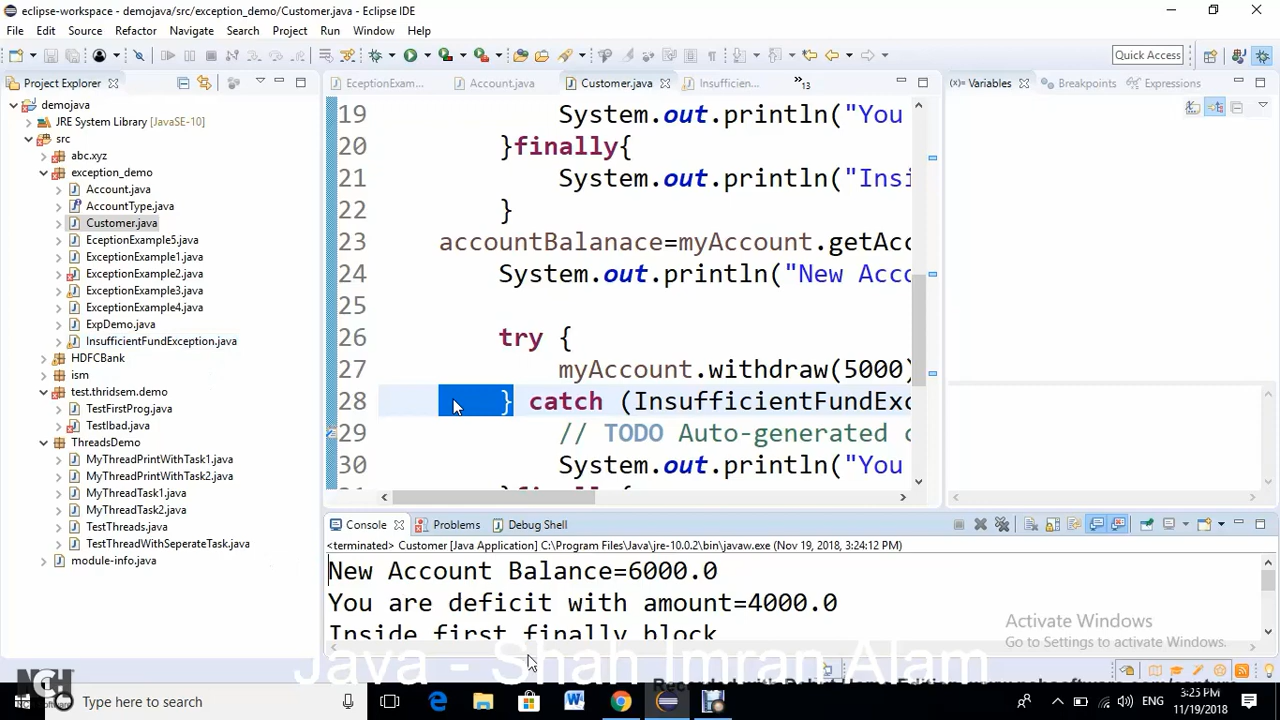 eclipse-workspace - demojava/src/exception_demo/Customer.java - Eclipse IDE
File Edit Source Refactor Navigate Search Project Run Window Help
Quick Access
Project Explorer
EceptionExam... Account.java Customer.java Insufficien... »13
(x)= Variables Breakpoints Expressions
demojava
JRE System Library [JavaSE-10]
src
abc.xyz
exception_demo
Account.java
AccountType.java
Customer.java
EceptionExample5.java
ExceptionExample1.java
ExceptionExample2.java
ExceptionExample3.java
ExceptionExample4.java
ExpDemo.java
InsufficientFundException.java
HDFCBank
ism
test.thridsem.demo
TestFirstProg.java
TestIbad.java
ThreadsDemo
MyThreadPrintWithTask1.java
MyThreadPrintWithTask2.java
MyThreadTask1.java
MyThreadTask2.java
TestThreads.java
TestThreadWithSeperateTask.java
module-info.java
19 System.out.println("You
20 }finally{
21 System.out.println("Insi
22 }
23 accountBalanace=myAccount.getAcc
24 System.out.println("New Acco
25
26 try {
27 myAccount.withdraw(5000)
28 } catch (InsufficientFundExc
29 // TODO Auto-generated c
30 System.out.println("You
Console Problems Debug Shell
<terminated> Customer [Java Application] C:\Program Files\Java\jre-10.0.2\bin\javaw.exe (Nov 19, 2018, 3:24:12 PM)
New Account Balance=6000.0
You are deficit with amount=4000.0
Inside first finally block
Activate Windows
Go to Settings to activate Windows.
Java - Shah Imran Alam
NCH
Type here to search
ENG
3:25 PM
11/19/2018